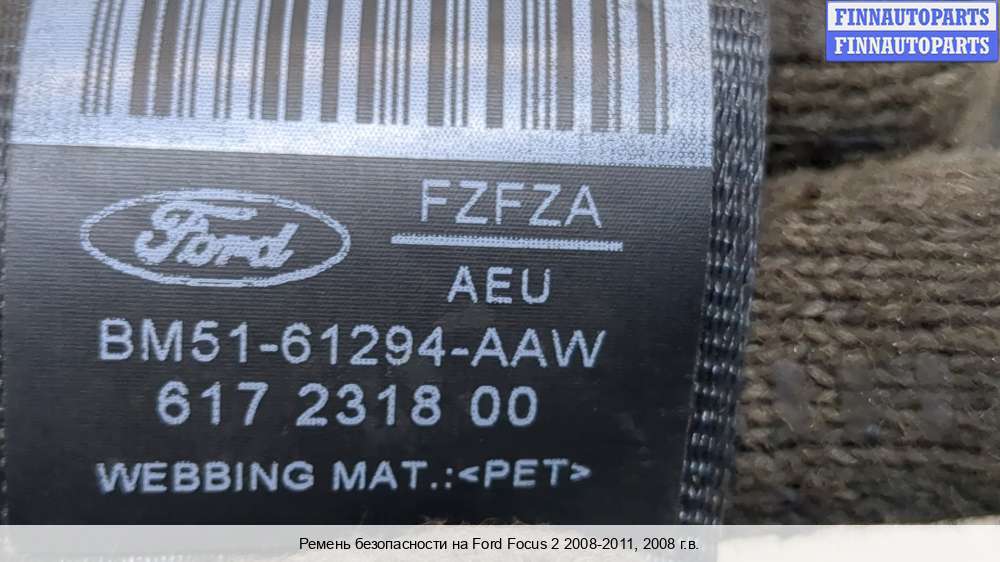 FINNAUTOPARTS
FINNAUTOPARTS
Ford
FZFZA
AEU
BM51-61294-AAW
617 2318 00
WEBBING MAT.:<PET>
Ремень безопасности на Ford Focus 2 2008-2011, 2008 г.в.